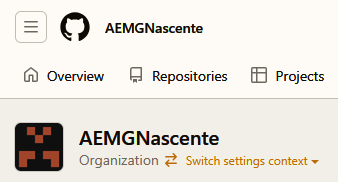 AEMGNascente
Overview Repositories Projects
AEMGNascente
Organization Switch settings context